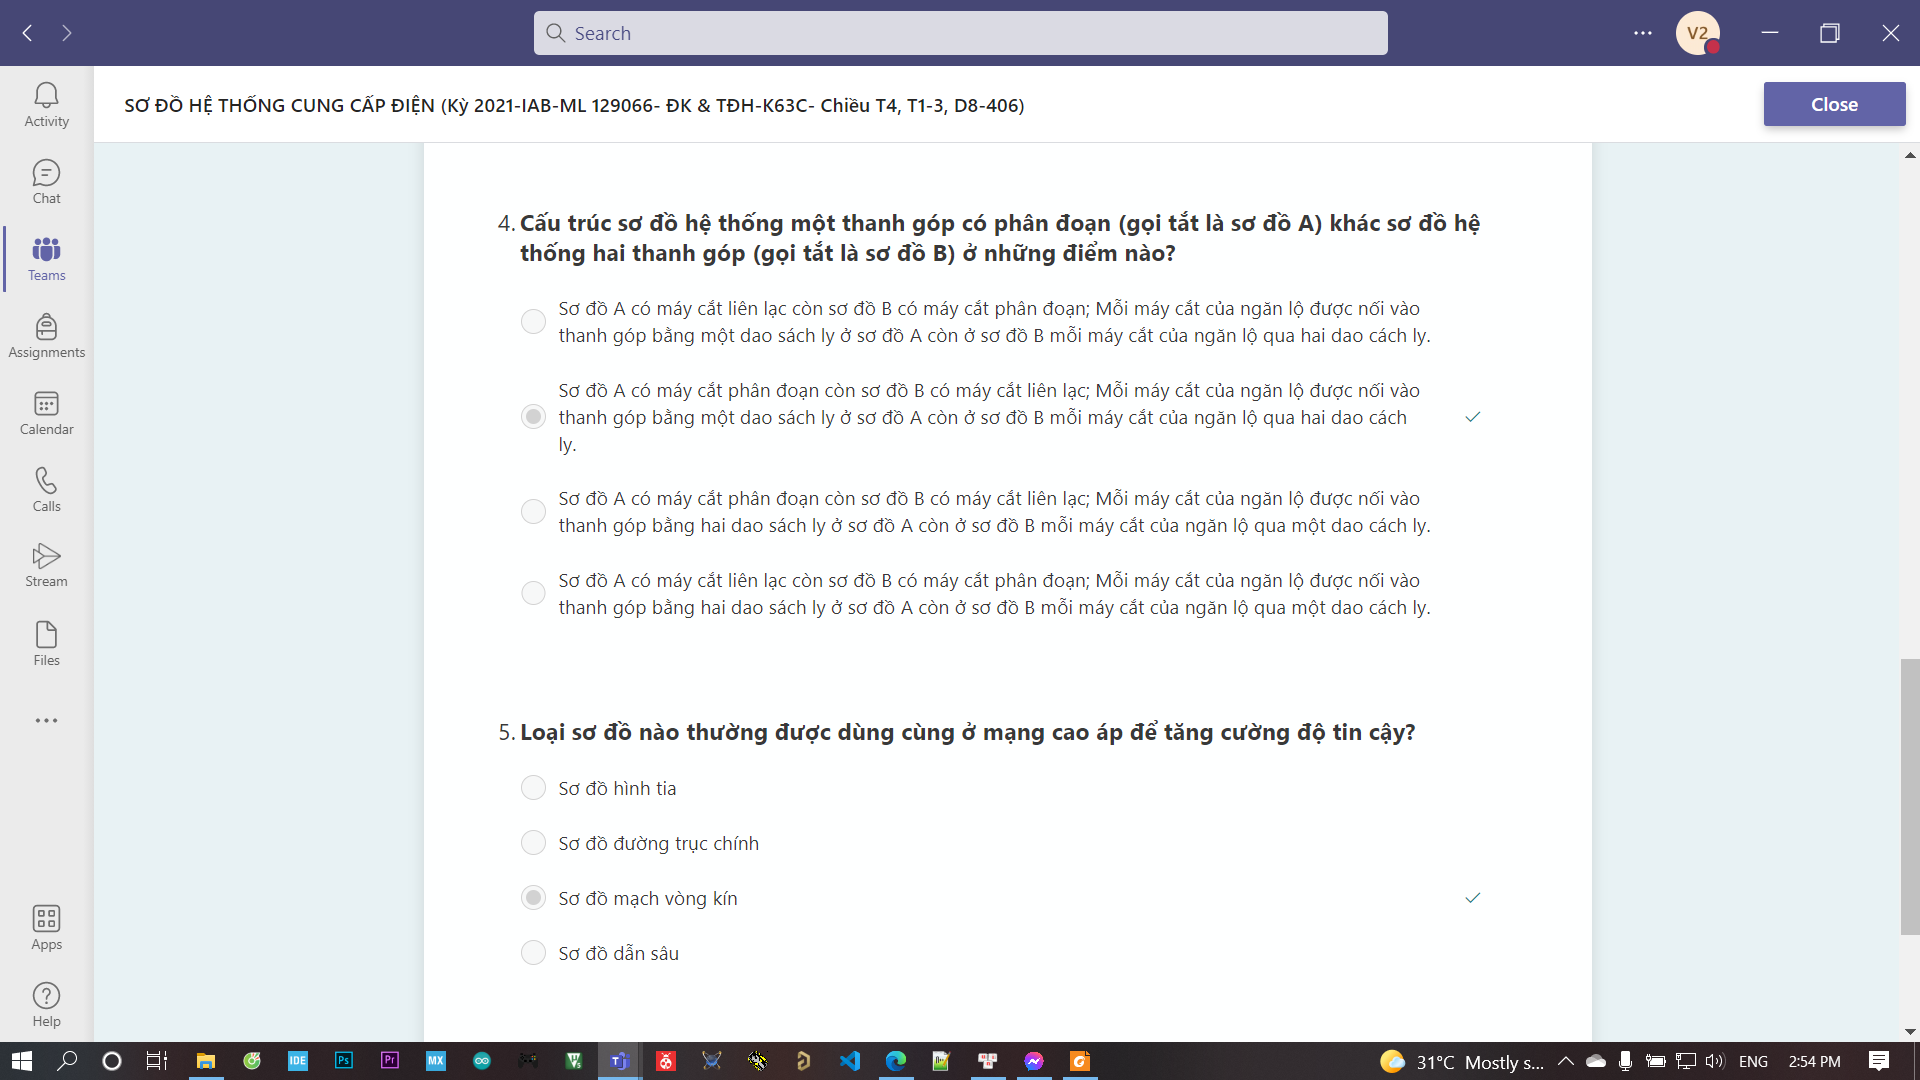 Search
V2
SƠ ĐỒ HỆ THỐNG CUNG CẤP ĐIỆN (Kỳ 2021-IAB-ML 129066- ĐK & TĐH-K63C- Chiều T4, T1-3, D8-406)
Close
Activity
Chat
Teams
Assignments
Calendar
Calls
Stream
Files
Apps
Help
4. Cấu trúc sơ đồ hệ thống một thanh góp có phân đoạn (gọi tắt là sơ đồ A) khác sơ đồ hệ
thống hai thanh góp (gọi tắt là sơ đồ B) ở những điểm nào?
Sơ đồ A có máy cắt liên lạc còn sơ đồ B có máy cắt phân đoạn; Mỗi máy cắt của ngăn lộ được nối vào
thanh góp bằng một dao sách ly ở sơ đồ A còn ở sơ đồ B mỗi máy cắt của ngăn lộ qua hai dao cách ly.
Sơ đồ A có máy cắt phân đoạn còn sơ đồ B có máy cắt liên lạc; Mỗi máy cắt của ngăn lộ được nối vào
thanh góp bằng một dao sách ly ở sơ đồ A còn ở sơ đồ B mỗi máy cắt của ngăn lộ qua hai dao cách
ly.
Sơ đồ A có máy cắt phân đoạn còn sơ đồ B có máy cắt liên lạc; Mỗi máy cắt của ngăn lộ được nối vào
thanh góp bằng hai dao sách ly ở sơ đồ A còn ở sơ đồ B mỗi máy cắt của ngăn lộ qua một dao cách ly.
Sơ đồ A có máy cắt liên lạc còn sơ đồ B có máy cắt phân đoạn; Mỗi máy cắt của ngăn lộ được nối vào
thanh góp bằng hai dao sách ly ở sơ đồ A còn ở sơ đồ B mỗi máy cắt của ngăn lộ qua một dao cách ly.
5. Loại sơ đồ nào thường được dùng cùng ở mạng cao áp để tăng cường độ tin cậy?
Sơ đồ hình tia
Sơ đồ đường trục chính
Sơ đồ mạch vòng kín
Sơ đồ dẫn sâu
IDE
Ps
Pr
MX
31°C Mostly s...
ENG
2:54 PM